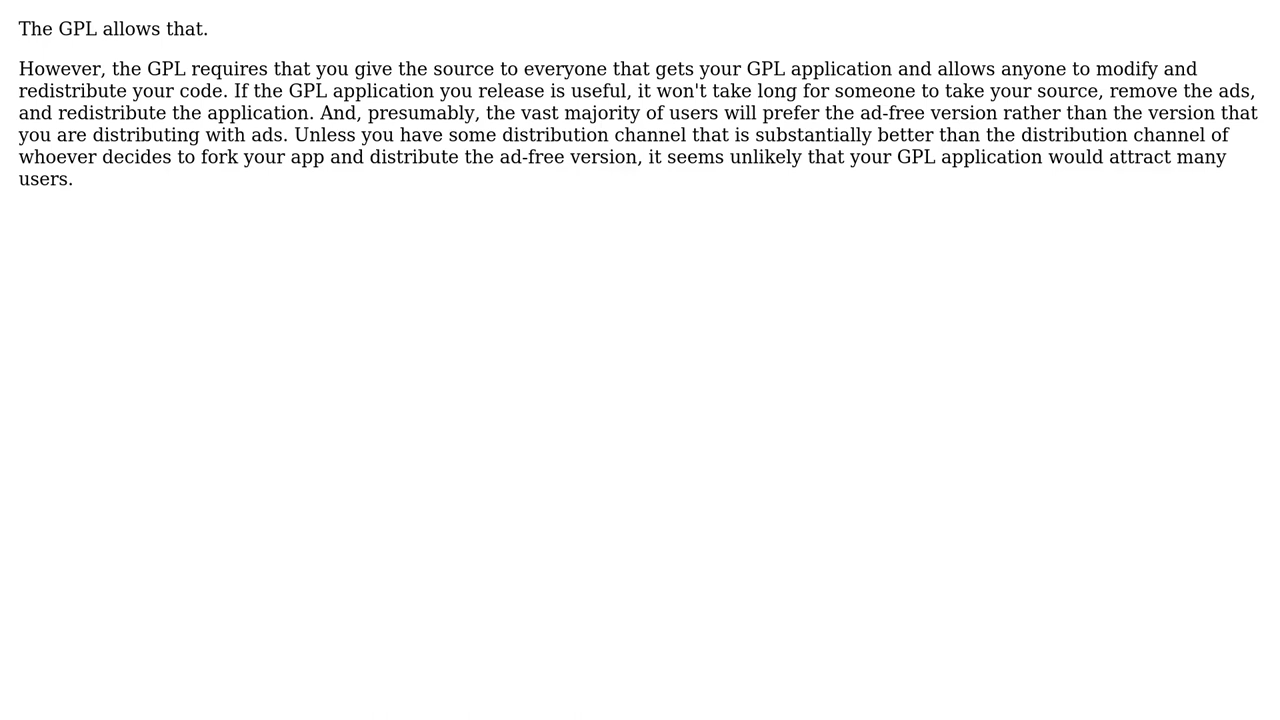 The GPL allows that.
However, the GPL requires that you give the source to everyone that gets your GPL application and allows anyone to modify and
redistribute your code. If the GPL application you release is useful, it won't take long for someone to take your source, remove the ads,
and redistribute the application. And, presumably, the vast majority of users will prefer the ad-free version rather than the version that
you are distributing with ads. Unless you have some distribution channel that is substantially better than the distribution channel of
whoever decides to fork your app and distribute the ad-free version, it seems unlikely that your GPL application would attract many
users.